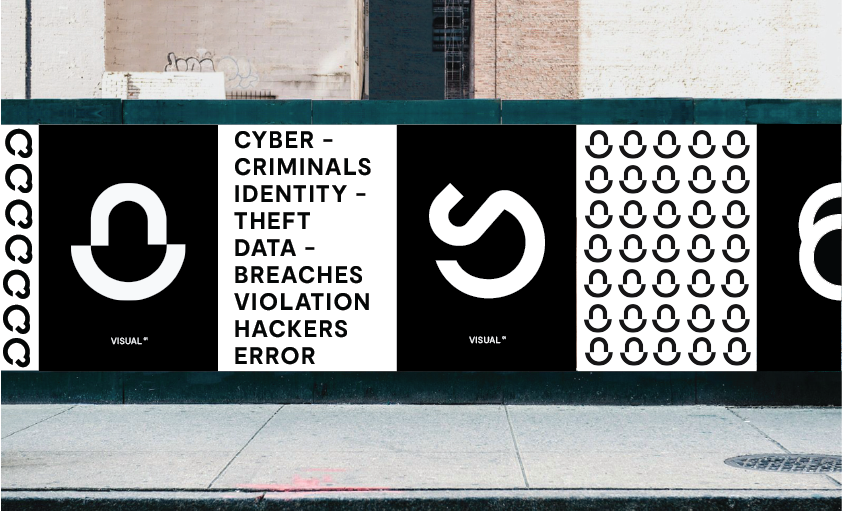 CYBER -
CRIMINALS
IDENTITY -
THEFT
DATA -
BREACHES
VIOLATION
HACKERS
ERROR
VISUAL
VISUAL